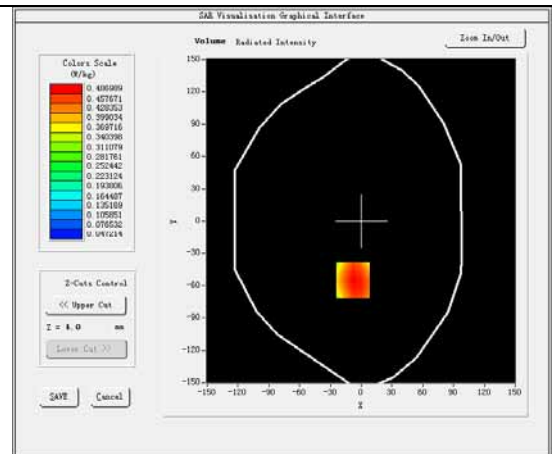 SAR Visualisation Graphical Interface
Volume Radiated Intensity
Zoom In/Out
Colors Scale
(W/kg)
0.486989
0.457671
0.428353
0.399034
0.369716
0.340398
0.311079
0.281761
0.252442
0.223124
0.193806
0.164487
0.135169
0.105851
0.076532
0.047214
Z-Cuts Control
<< Upper Cut
Z = 4.0 mm
Lower Cut >>
SAVE Cancel
150
120
90
60
30
0
-30
-60
-90
-120
-150
Y
-150 -120 -90 -60 -30 0 30 60 90 120 150
X